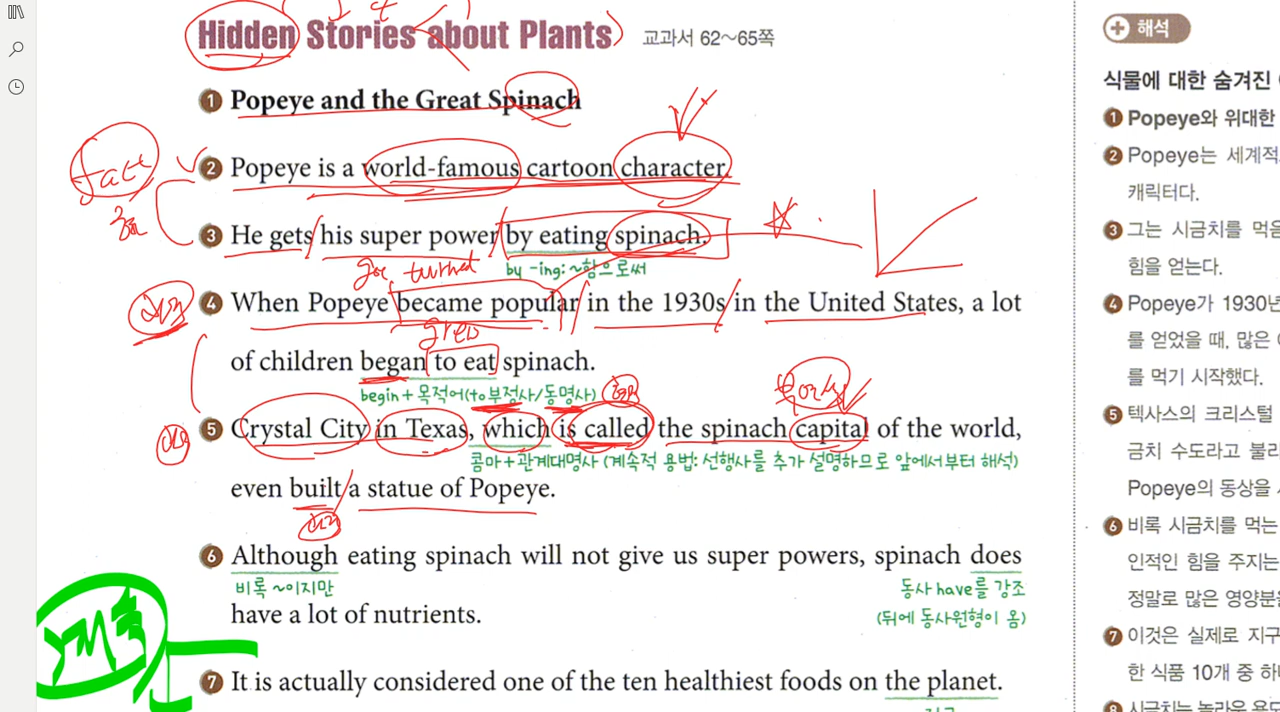 Hidden Stories about Plants 교과서 62~65쪽
+ 해석
식물에 대한 숨겨진
1 Popeye and the Great Spinach
1 Popeye와 위대한
fact
2 Popeye is a world-famous cartoon character.
2 Popeye는 세계적
캐릭터다.
3 He gets his super power by eating spinach.
by -ing: ~함으로써
3 그는 시금치를 먹음
힘을 얻는다.
got turned
4 When Popeye became popular in the 1930s in the United States, a lot
grew
of children began to eat spinach.
begin + 목적어(to부정사/동명사)
4 Popeye가 1930년
를 얻었을 때, 많은
를 먹기 시작했다.
5 Crystal City in Texas, which is called the spinach capital of the world,
콤마 + 관계대명사 (계속적 용법: 선행사를 추가 설명하므로 앞에서부터 해석)
even built a statue of Popeye.
5 텍사스의 크리스털
금치 수도라고 불리
Popeye의 동상을
6 Although eating spinach will not give us super powers, spinach does
비록 ~이지만
동사 have를 강조
have a lot of nutrients.
(뒤에 동사원형이 옴)
6 비록 시금치를 먹는
인적인 힘을 주지는
정말로 많은 영양분을
7 It is actually considered one of the ten healthiest foods on the planet.
7 이것은 실제로 지구
한 식품 10개 중 하나
8 시금치는 놀라운